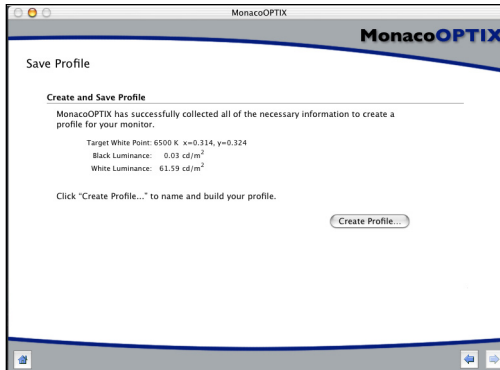 MonacoOPTIX
MonacoOPTIX
Save Profile
Create and Save Profile
MonacoOPTIX has successfully collected all of the necessary information to create a
profile for your monitor.
Target White Point: 6500 K x=0.314, y=0.324
Black Luminance: 0.03 cd/m²
White Luminance: 61.59 cd/m²
Click “Create Profile...” to name and build your profile.
Create Profile...